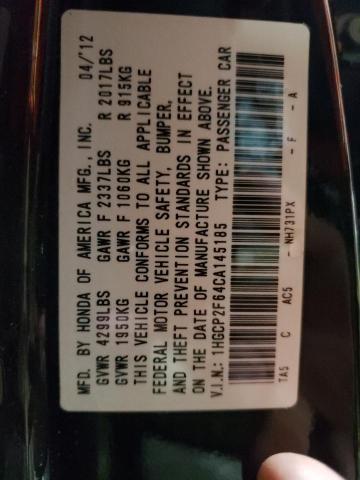 MFD. BY HONDA OF AMERICA MFG., INC. 04/'12
GVWR 4299LBS GAWR F 2337LBS R 2017LBS
GVWR 1950KG GAWR F 1060KG R 915KG
THIS VEHICLE CONFORMS TO ALL APPLICABLE
FEDERAL MOTOR VEHICLE SAFETY, BUMPER,
AND THEFT PREVENTION STANDARDS IN EFFECT
ON THE DATE OF MANUFACTURE SHOWN ABOVE.
V.I.N.: 1HGCP2F64CA145185 TYPE: PASSENGER CAR
TA5 C AC5 - NH731PX - F - A